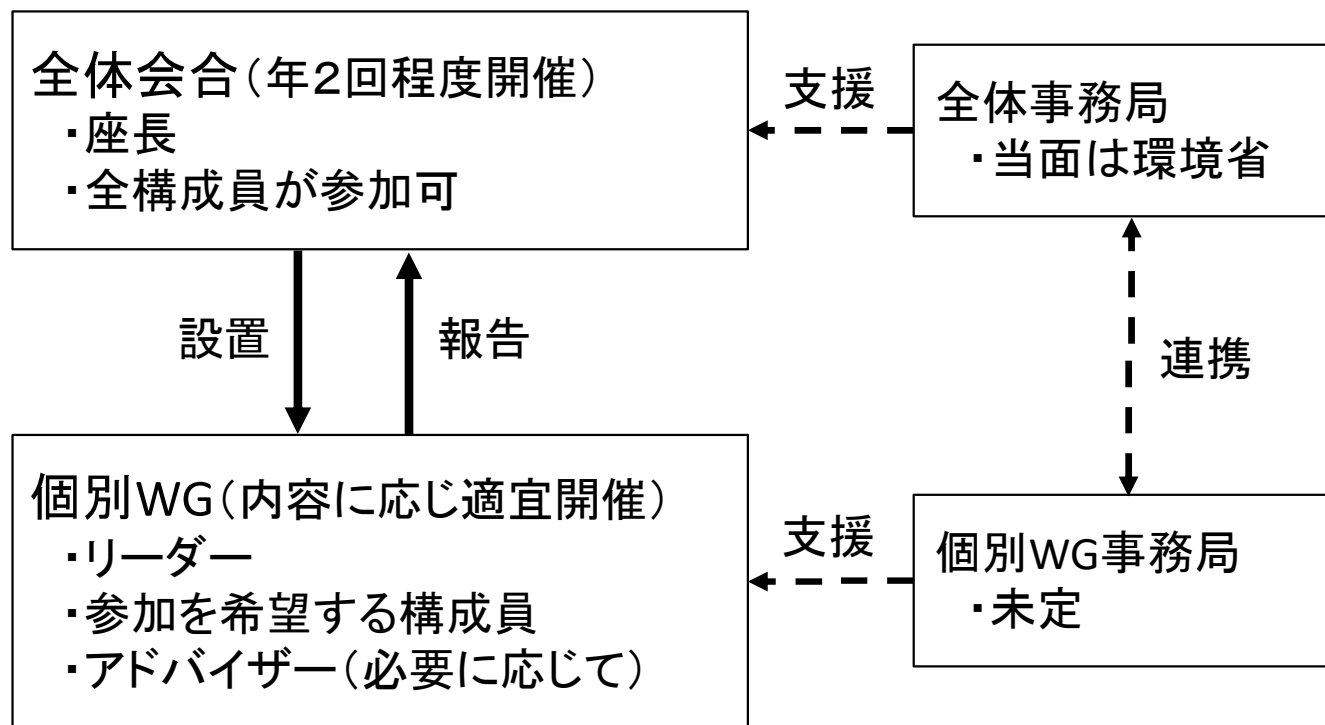 全体会合(年2回程度開催)
・座長
・全構成員が参加可
支援
全体事務局
・当面は環境省
設置
報告
連携
個別WG(内容に応じ適宜開催)
・リーダー
・参加を希望する構成員
・アドバイザー(必要に応じて)
支援
個別WG事務局
・未定